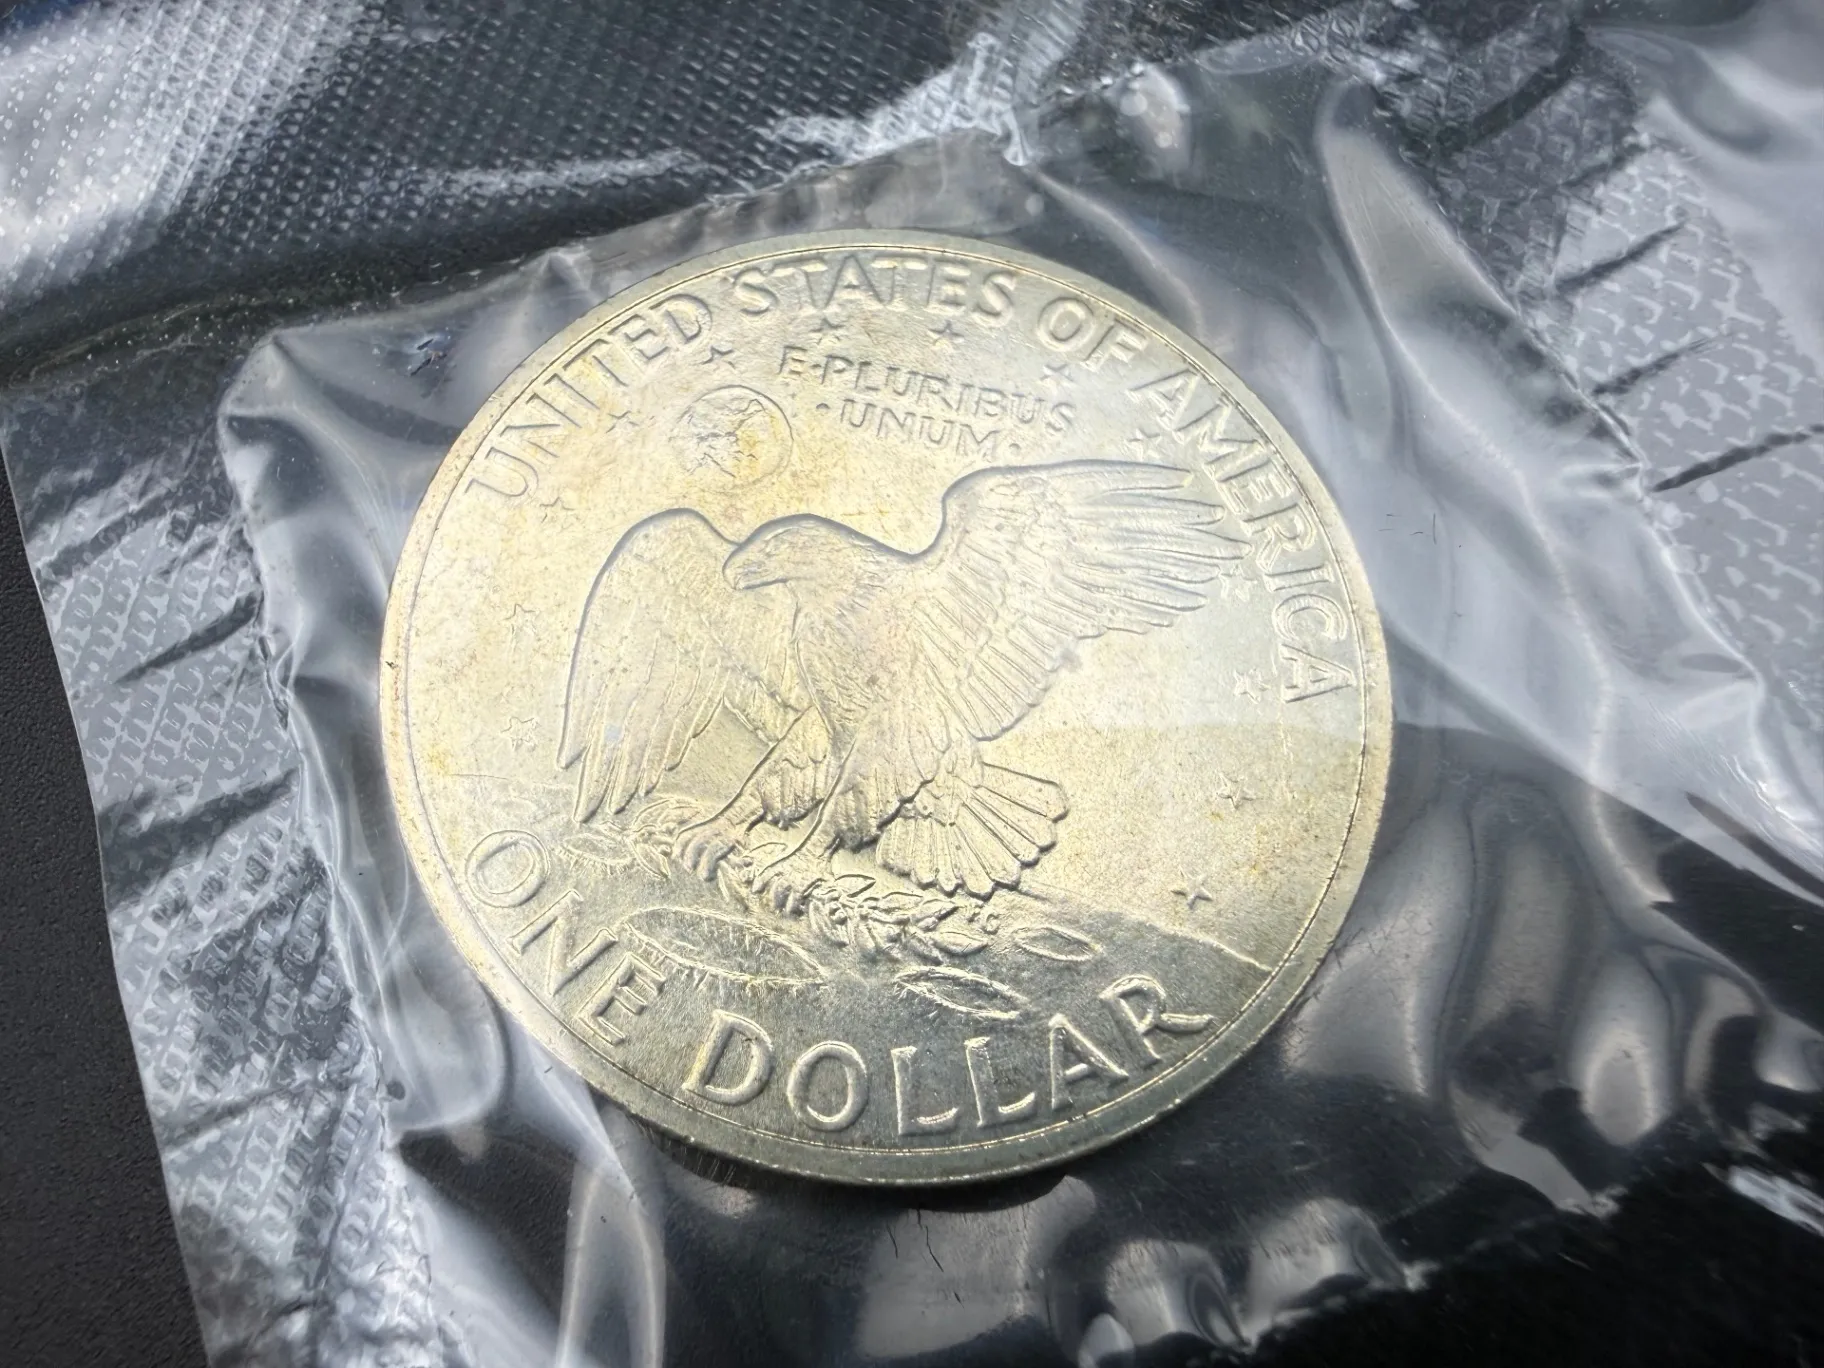 UNITED STATES OF AMERICA
E·PLURIBUS
·UNUM·
ONE DOLLAR